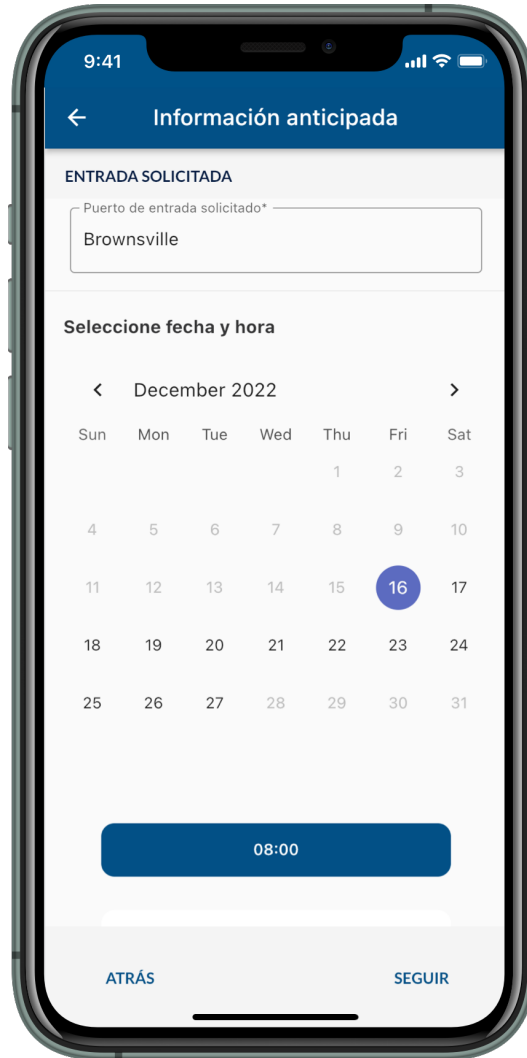 9:41
Información anticipada
ENTRADA SOLICITADA
Puerto de entrada solicitado*
Brownsville
Seleccione fecha y hora
December 2022
Sun Mon Tue Wed Thu Fri Sat
1 2 3
4 5 6 7 8 9 10
11 12 13 14 15 16 17
18 19 20 21 22 23 24
25 26 27 28 29 30 31
08:00
ATRÁS SEGUIR